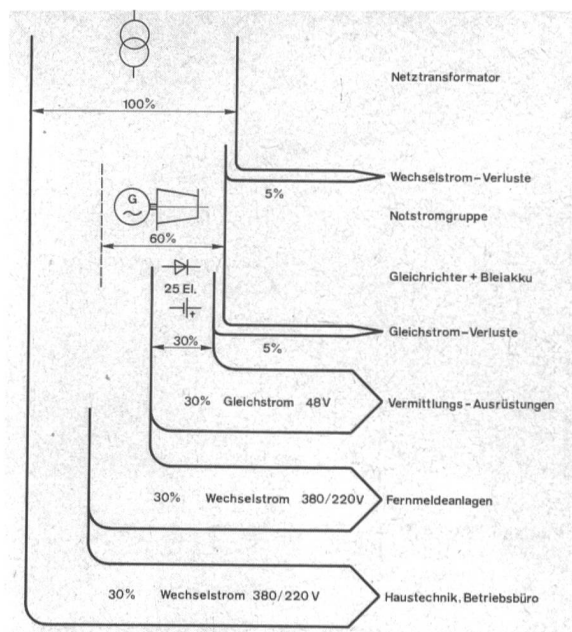 Netztransformator
100%
Wechselstrom-Verluste
5%
G
Notstromgruppe
60%
Gleichrichter + Bleiakku
25 El.
+
Gleichstrom-Verluste
30%
5%
30% Gleichstrom 48V
Vermittlungs-Ausrüstungen
30% Wechselstrom 380/220V
Fernmeldeanlagen
30% Wechselstrom 380/220V
Haustechnik, Betriebsbüro